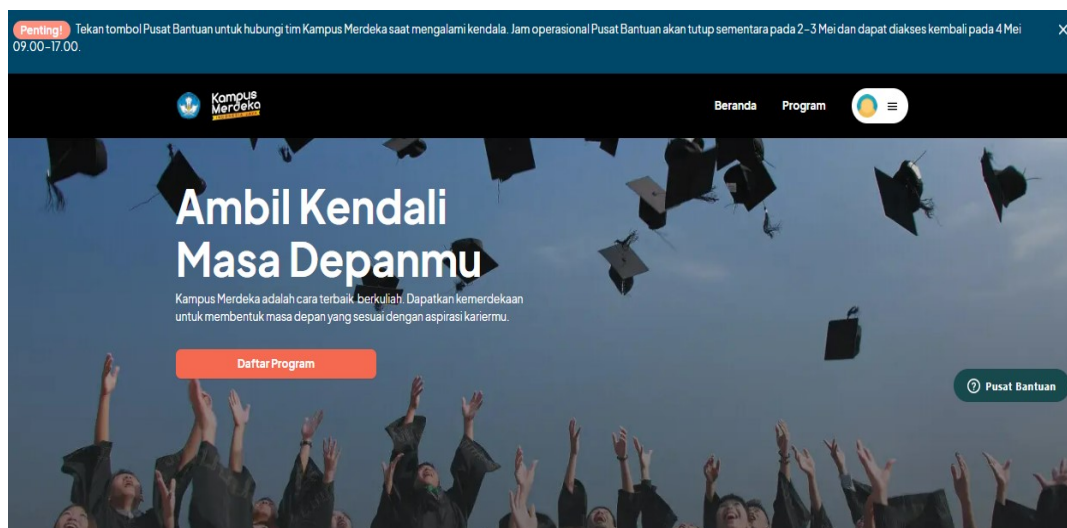 Penting! Tekan tombol Pusat Bantuan untuk hubungi tim Kampus Merdeka saat mengalami kendala. Jam operasional Pusat Bantuan akan tutup sementara pada 2–3 Mei dan dapat diakses kembali pada 4 Mei
09.00–17.00.
Kampus
Merdeka
Beranda Program
Ambil Kendali
Masa Depanmu
Kampus Merdeka adalah cara terbaik berkuliah. Dapatkan kemerdekaan
untuk membentuk masa depan yang sesuai dengan aspirasi kariermu.
Daftar Program
Pusat Bantuan